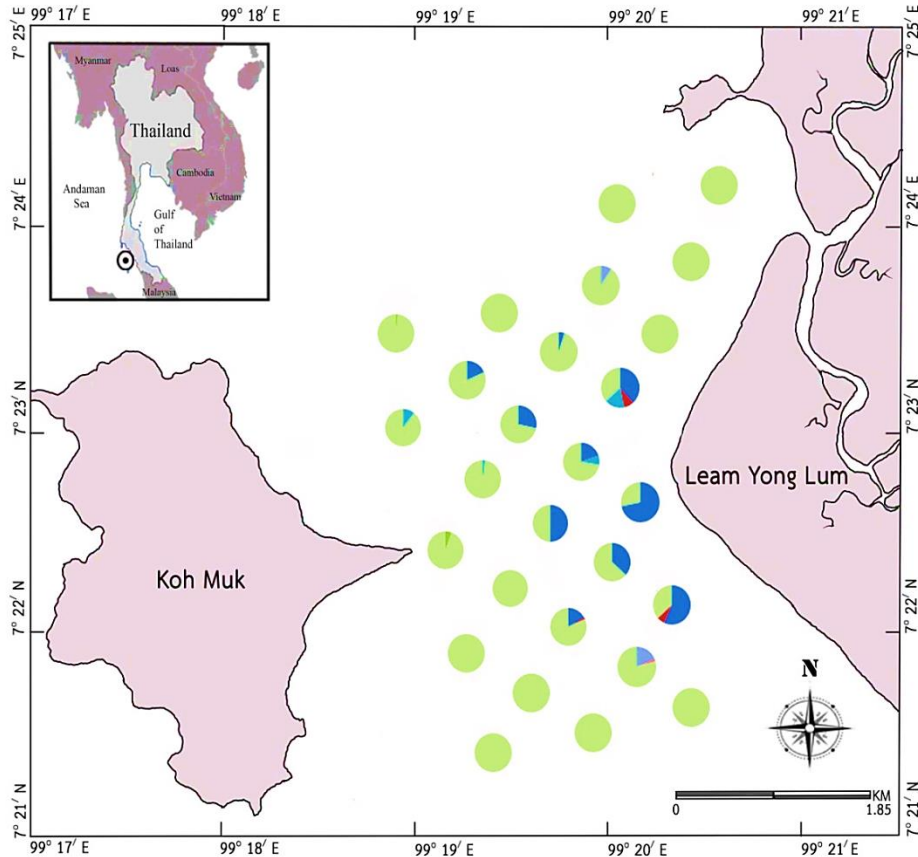 99° 17′ E
99° 18′ E
99° 19′ E
99° 20′ E
99° 21′ E
7° 25′ N
7° 25′ N
Myanmar
Loas
Thailand
Cambodia
Vietnam
Andaman
Sea
Gulf
of
Thailand
Malaysia
7° 24′ E
7° 24′ E
7° 23′ N
7° 23′ N
Leam Yong Lum
Koh Muk
7° 22′ N
7° 22′ N
N
KM
0
1.85
7° 21′ N
7° 21′ N
99° 17′ E
99° 18′ E
99° 19′ E
99° 20′ E
99° 21′ E